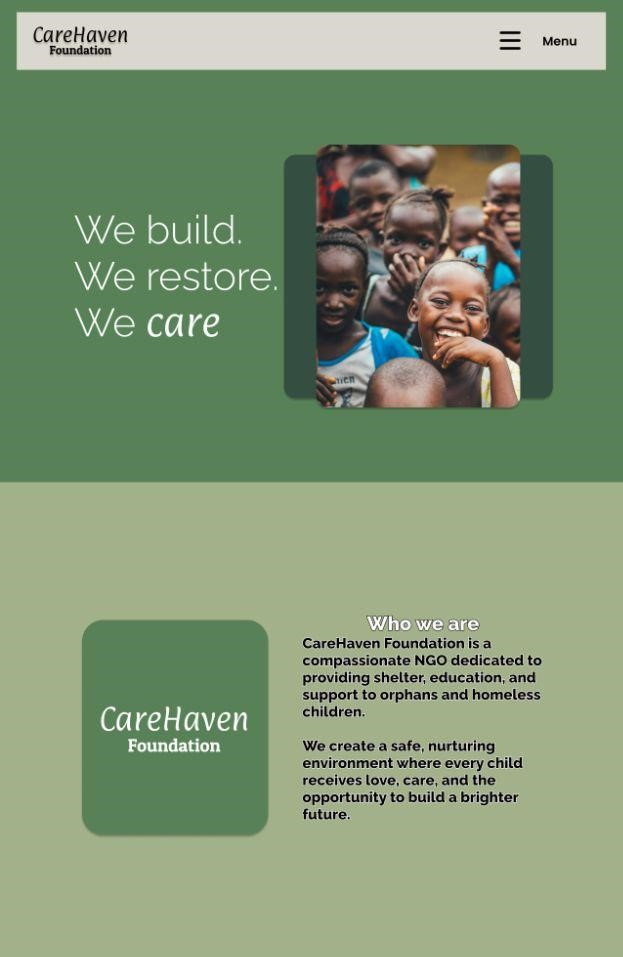 CareHaven
Foundation
Menu
We build.
We restore.
We care
CareHaven
Foundation
Who we are
CareHaven Foundation is a
compassionate NGO dedicated to
providing shelter, education, and
support to orphans and homeless
children.
We create a safe, nurturing
environment where every child
receives love, care, and the
opportunity to build a brighter
future.